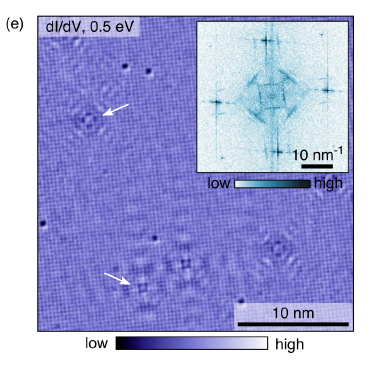 (e)
dI/dV, 0.5 eV
10 nm⁻¹
low high
10 nm
low high